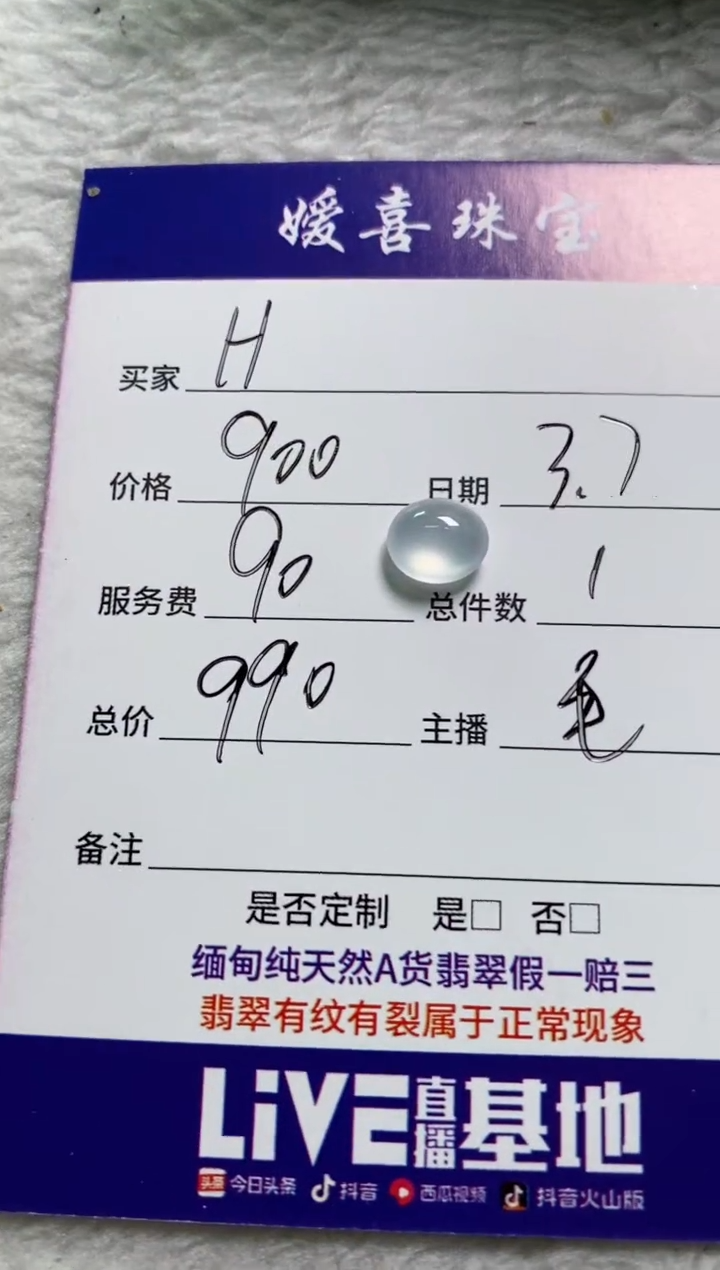 媛喜珠宝
买家 H
价格 900 日期 3.7
服务费 90 总件数 1
总价 990 主播 毛
备注
是否定制 是□ 否□
缅甸纯天然A货翡翠假一赔三
翡翠有纹有裂属于正常现象
LiVE直播基地
头条 今日头条 抖音 西瓜视频 抖音火山版